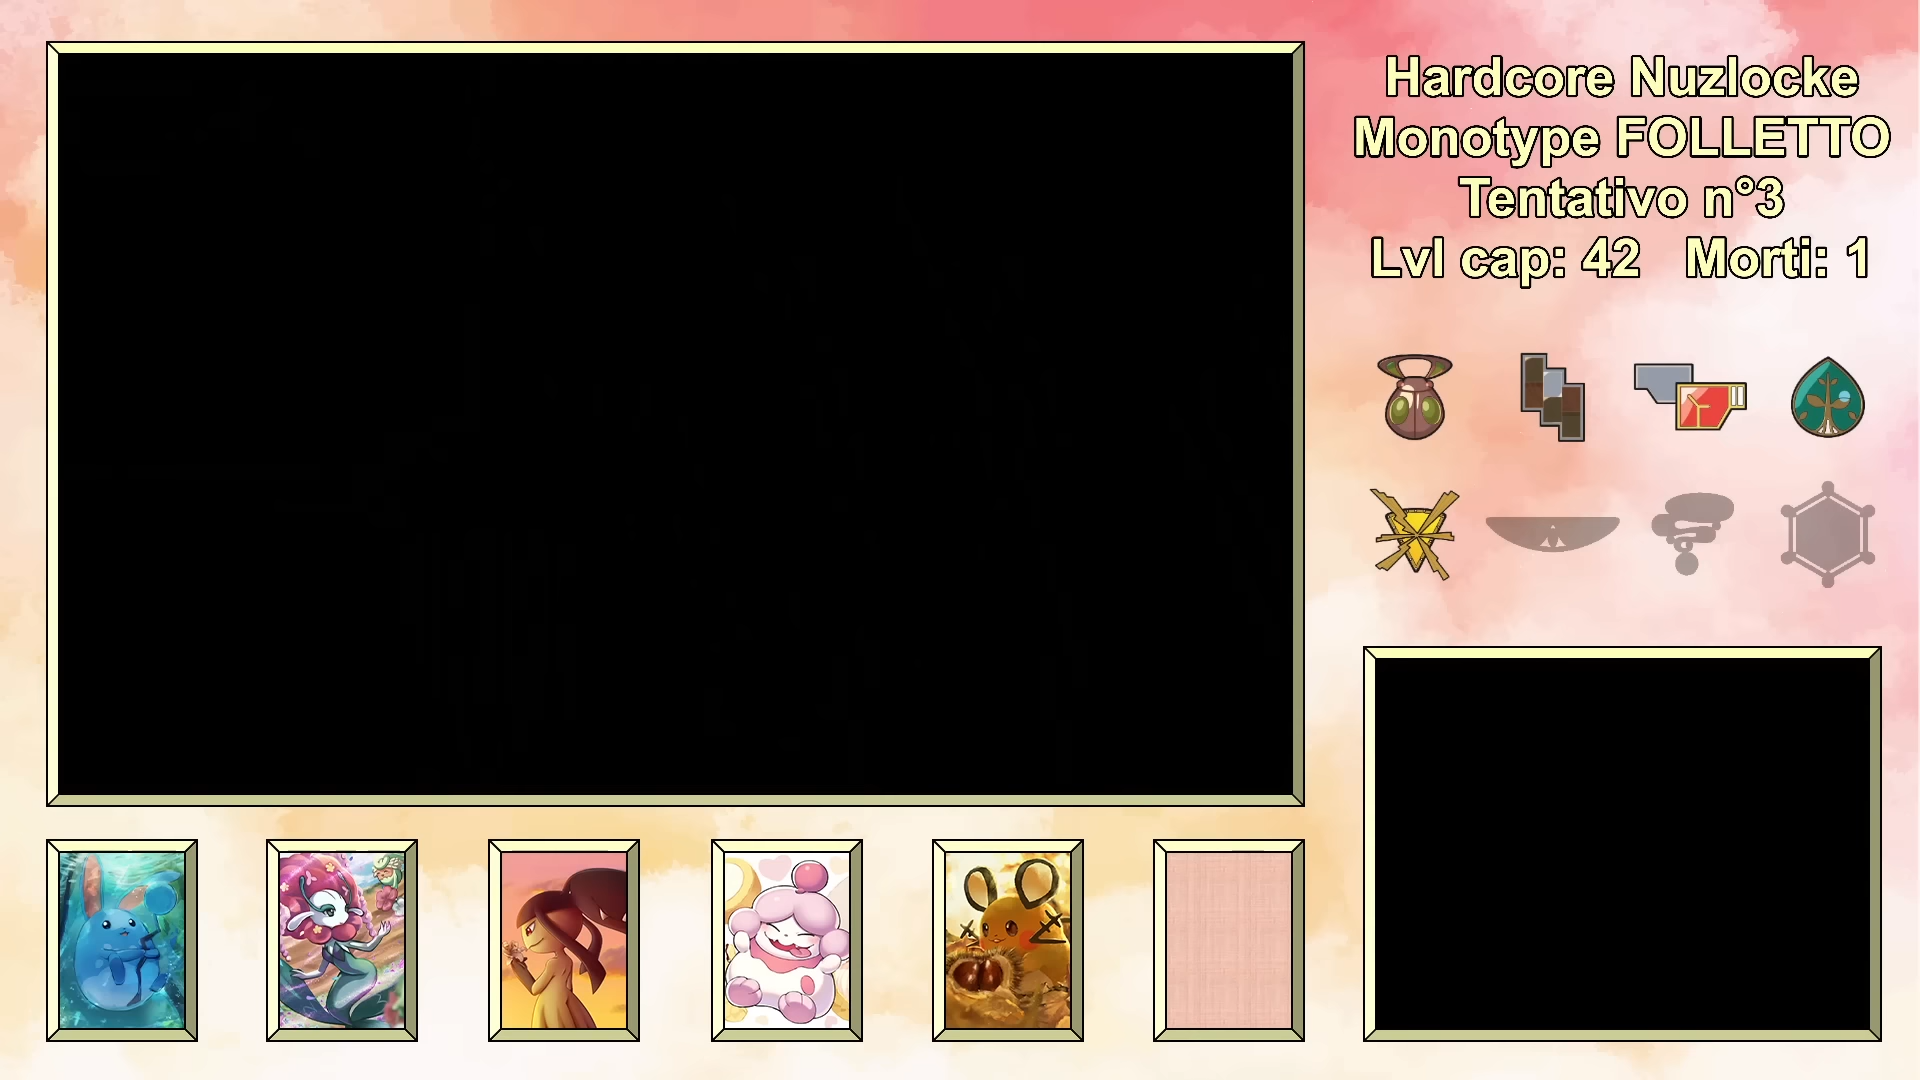 Hardcore Nuzlocke
Monotype FOLLETTO
Tentativo n°3
Lvl cap: 42 Morti: 1